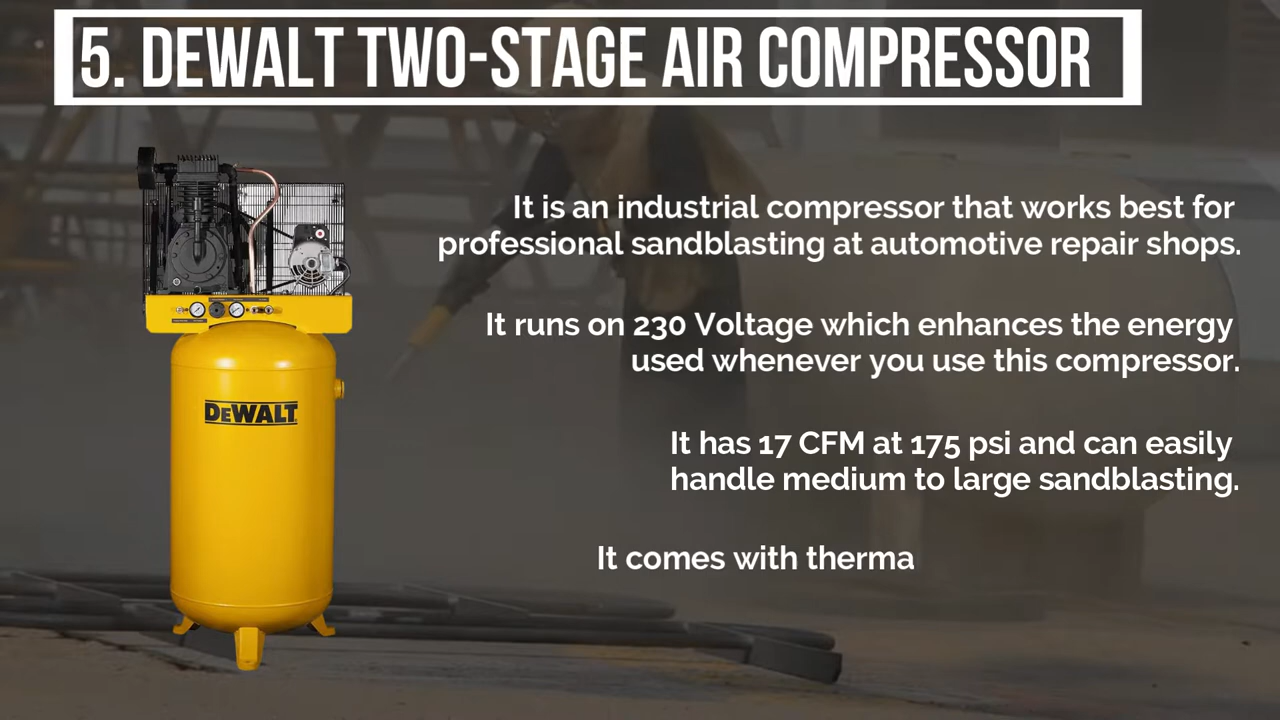 5. DEWALT TWO-STAGE AIR COMPRESSOR
It is an industrial compressor that works best for
professional sandblasting at automotive repair shops.
It runs on 230 Voltage which enhances the energy
used whenever you use this compressor.
DEWALT
It has 17 CFM at 175 psi and can easily
handle medium to large sandblasting.
It comes with therma